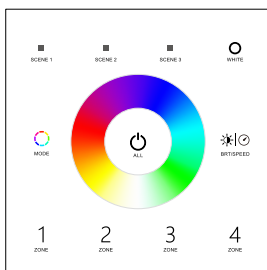 SCENE 1 SCENE 2 SCENE 3 WHITE
MODE ALL BRT/SPEED
1 2 3 4
ZONE ZONE ZONE ZONE